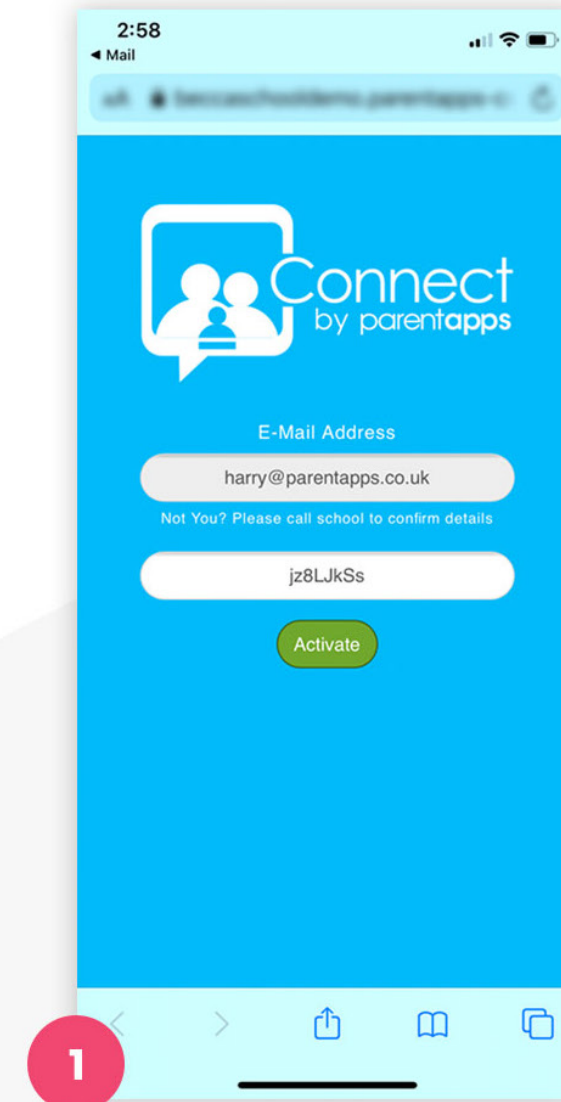 2:58
◀ Mail
Connect
by parentapps
E-Mail Address
harry@parentapps.co.uk
Not You? Please call school to confirm details
jz8LJkSs
Activate
1